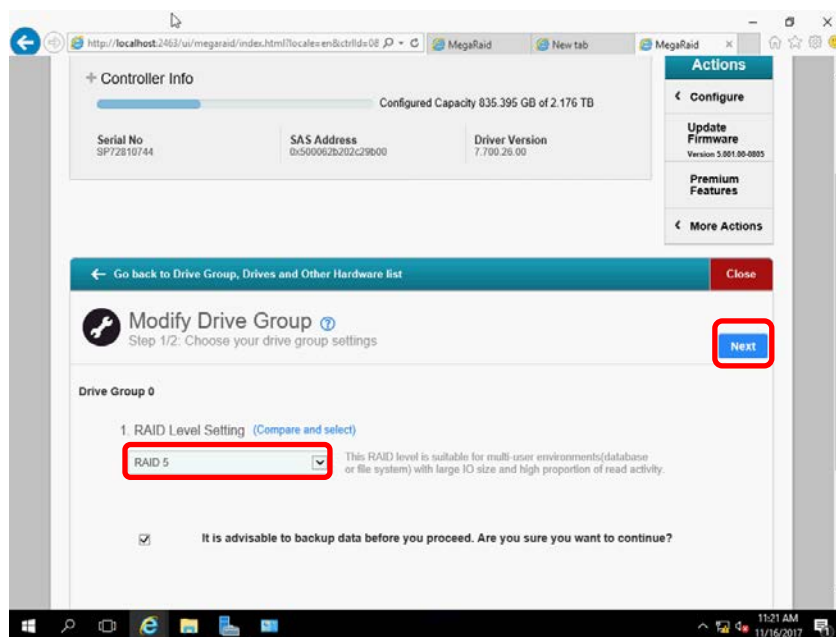 http://localhost:2463/ui/megaraid/index.html?locale=en&ctrlId=08
MegaRaid
New tab
MegaRaid
Controller Info
Configured Capacity 835.395 GB of 2.176 TB
Serial No
SP72810744
SAS Address
0x500062b202c29b00
Driver Version
7.700.26.00
Actions
Configure
Update
Firmware
Version 5.001.00-0805
Premium
Features
More Actions
Go back to Drive Group, Drives and Other Hardware list
Close
Modify Drive Group
Step 1/2: Choose your drive group settings
Next
Drive Group 0
1. RAID Level Setting (Compare and select)
RAID 5
This RAID level is suitable for multi-user environments(database
or file system) with large IO size and high proportion of read activity.
It is advisable to backup data before you proceed. Are you sure you want to continue?
11:21 AM
11/16/2017